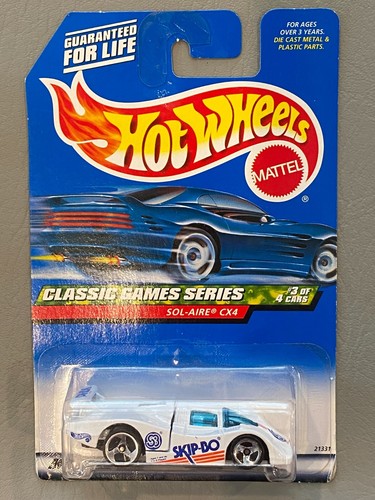 GUARANTEED
FOR LIFE
FOR AGES
OVER 3 YEARS.
DIE CAST METAL &
PLASTIC PARTS.
HOT WHEELS
MATTEL
®
CLASSIC GAMES SERIES
#3 OF
4 CARS
SOL-AIRE® CX4
SKIP-BO
21331